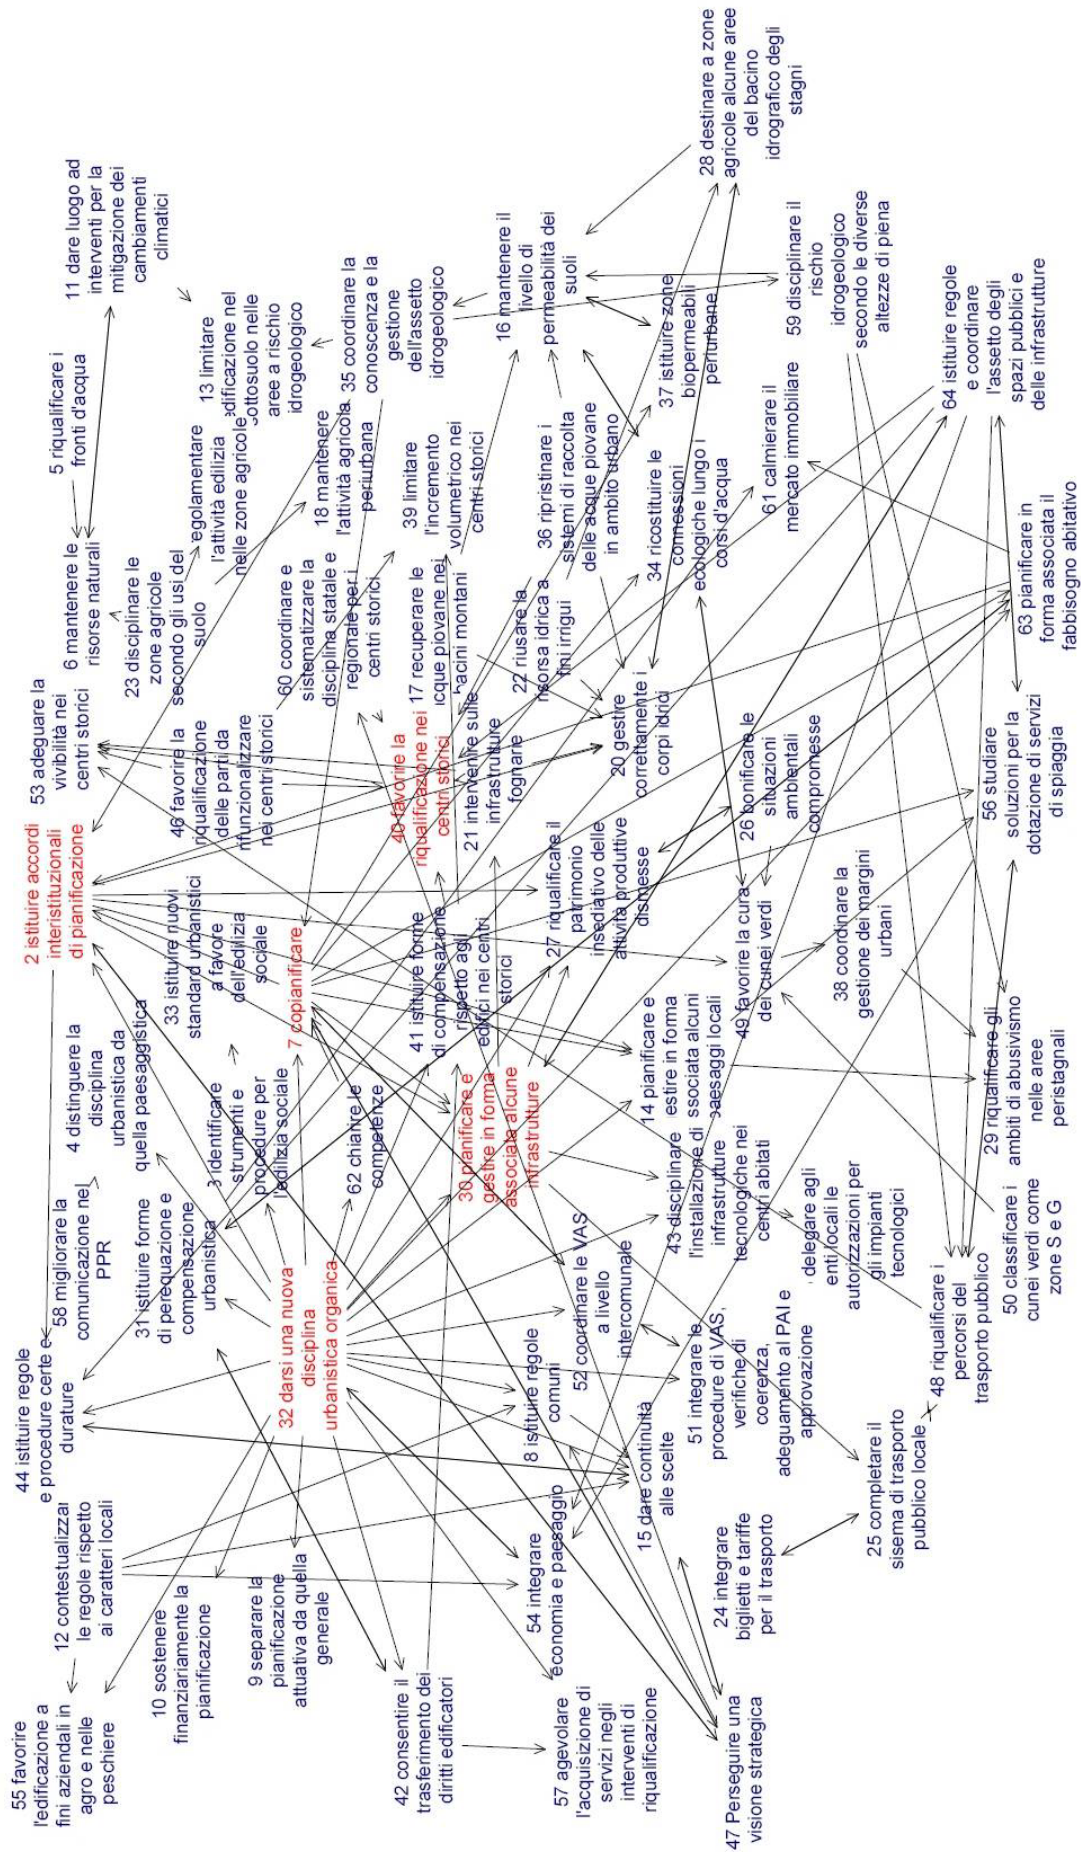 55 favorire
l'edificazione a
fini aziendali in
agro e nelle
peschiere
12 contestualizzar
le regole rispetto
ai caratteri locali
44 istituire regole
e procedure certe e
durature
58 migliorare la
comunicazione nel
PPR
4 distinguere la
disciplina
urbanistica da
quella paesaggistica
2 istituire accordi
interistituzionali
di pianificazione
53 adeguare la
vivibilità nei
centri storici
6 mantenere le
risorse naturali
5 riqualificare i
fronti d'acqua
11 dare luogo ad
interventi per la
mitigazione dei
cambiamenti
climatici
10 sostenere
finanziariamente la
pianificazione
31 istituire forme
di perequazione e
compensazione
urbanistica
33 istituire nuovi
standard urbanistici
a favore
dell'edilizia
sociale
46 favorire la
riqualificazione
delle parti da
rifunzionalizzare
nei centri storici
23 disciplinare le
zone agricole
secondo gli usi del
suolo
regolamentare
l'attività edilizia
nelle zone agricole
13 limitare
edificazione nel
sottosuolo nelle
aree a rischio
idrogeologico
9 separare la
pianificazione
attuativa da quella
generale
32 darsi una nuova
disciplina
urbanistica organica
3 identificare
strumenti e
procedure per
l'edilizia sociale
7 copianificare
60 coordinare e
sistematizzare la
disciplina statale e
regionale per i
centri storici
18 mantenere
l'attività agricola
periurbana
35 coordinare la
conoscenza e la
gestione
dell'assetto
idrogeologico
42 consentire il
trasferimento dei
diritti edificatori
62 chiarire le
competenze
41 istituire forme
di compensazione
rispetto agli
edifici nei centri
storici
40 favorire la
riqualificazione nei
centri storici
17 recuperare le
acque piovane nei
bacini montani
39 limitare
l'incremento
volumetrico nei
centri storici
30 pianificare e
gestire in forma
associata alcune
infrastrutture
21 intervenire sulle
infrastrutture
fognarie
22 riusare la
risorsa idrica a
fini irrigui
16 mantenere il
livello di
permeabilità dei
suoli
57 agevolare
l'acquisizione di
servizi negli
interventi di
riqualificazione
54 integrare
economia e paesaggio
8 istituire regole
comuni
52 coordinare le VAS
a livello
intercomunale
27 riqualificare il
patrimonio
insediativo delle
attività produttive
dismesse
20 gestire
correttamente i
corpi idrici
36 ripristinare i
sistemi di raccolta
delle acque piovane
in ambito urbano
15 dare continuità
alle scelte
43 disciplinare
l'installazione di
infrastrutture
tecnologiche nei
centri abitati
14 pianificare e
gestire in forma
associata alcuni
paesaggi locali
34 ricostituire le
connessioni
ecologiche lungo i
corsi d'acqua
37 istituire zone
biopermeabili
periurbane
28 destinare a zone
agricole alcune aree
del bacino
idrografico degli
stagni
47 Perseguire una
visione strategica
24 integrare
biglietti e tariffe
per il trasporto
51 integrare le
procedure di VAS,
verifiche di
coerenza,
adeguamento al PAI e
approvazione
49 favorire la cura
dei cunei verdi
26 bonificare le
situazioni
ambientali
compromesse
61 calmierare il
mercato immobiliare
59 disciplinare il
rischio
idrogeologico
secondo le diverse
altezze di piena
delegare agli
enti locali le
autorizzazioni per
gli impianti
tecnologici
38 coordinare la
gestione dei margini
urbani
25 completare il
sisema di trasporto
pubblico locale
48 riqualificare i
percorsi del
trasporto pubblico
29 riqualificare gli
ambiti di abusivismo
nelle aree
peristagnali
56 studiare
soluzioni per la
dotazione di servizi
di spiaggia
64 istituire regole
e coordinare
l'assetto degli
spazi pubblici e
delle infrastrutture
50 classificare i
cunei verdi come
zone S e G
63 pianificare in
forma associata il
fabbisogno abitativo